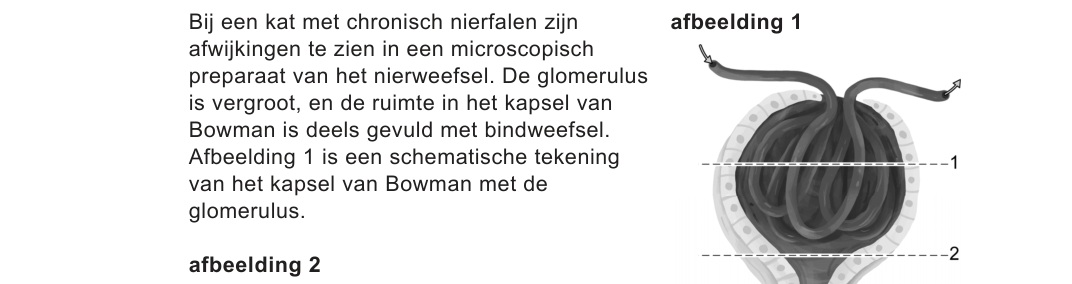 Bij een kat met chronisch nierfalen zijn
afwijkingen te zien in een microscopisch
preparaat van het nierweefsel. De glomerulus
is vergroot, en de ruimte in het kapsel van
Bowman is deels gevuld met bindweefsel.
Afbeelding 1 is een schematische tekening
van het kapsel van Bowman met de
glomerulus.
afbeelding 2
afbeelding 1
1
2